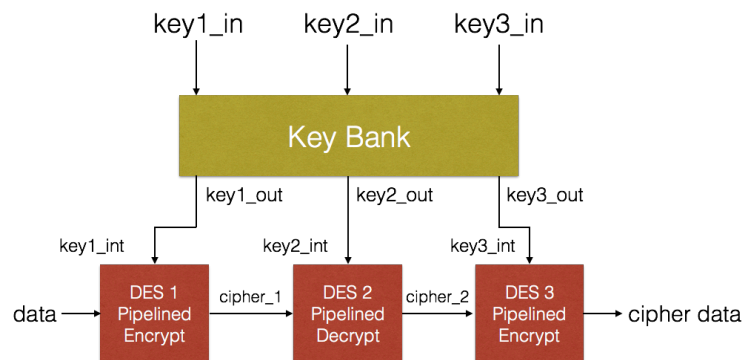 key1_in
key2_in
key3_in
Key Bank
key1_out
key2_out
key3_out
key1_int
key2_int
key3_int
data
DES 1
Pipelined
Encrypt
cipher_1
DES 2
Pipelined
Decrypt
cipher_2
DES 3
Pipelined
Encrypt
cipher data